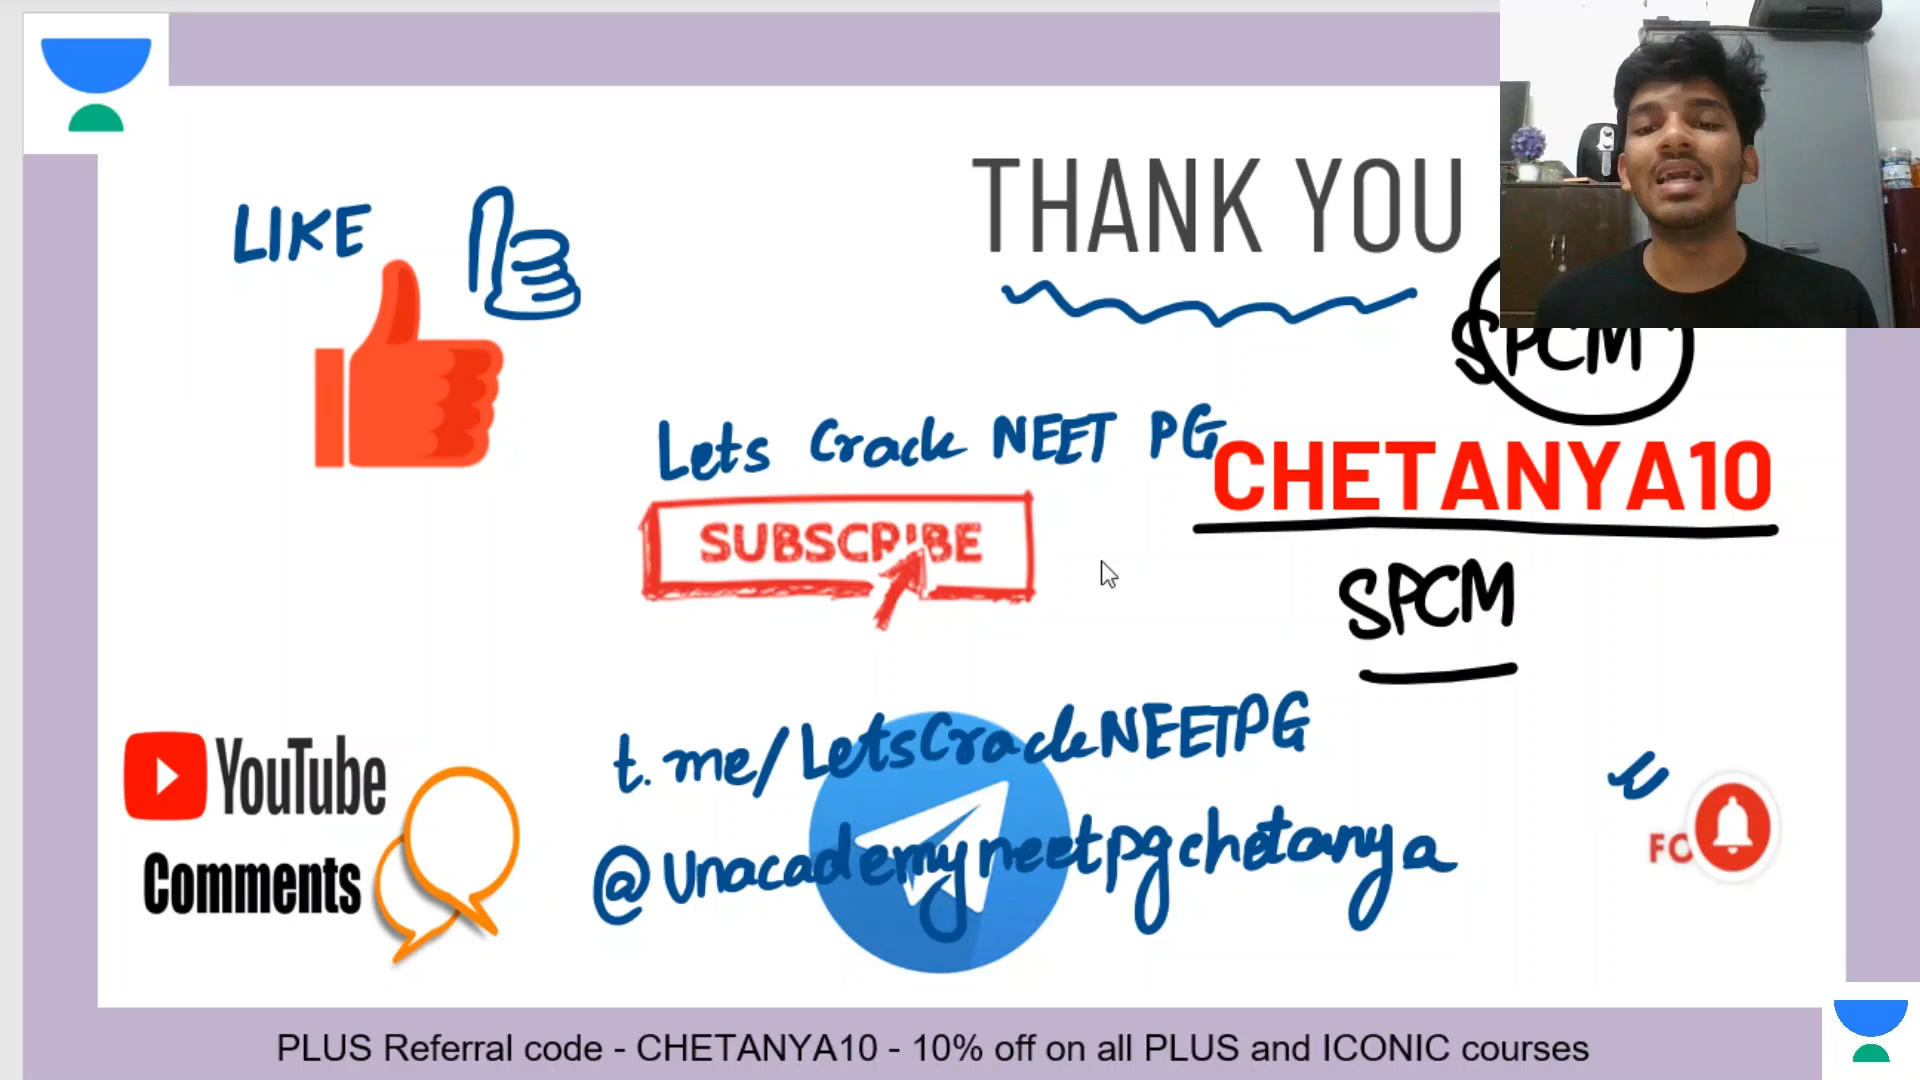 THANK YOU
LIKE
SPCM
Lets Crack NEET PG
CHETANYA10
SUBSCRIBE
SPCM
t.me/LetsCrackNEETPG
YouTube
Comments
@Unacademyneetpgchetanya
FO
PLUS Referral code - CHETANYA10 - 10% off on all PLUS and ICONIC courses